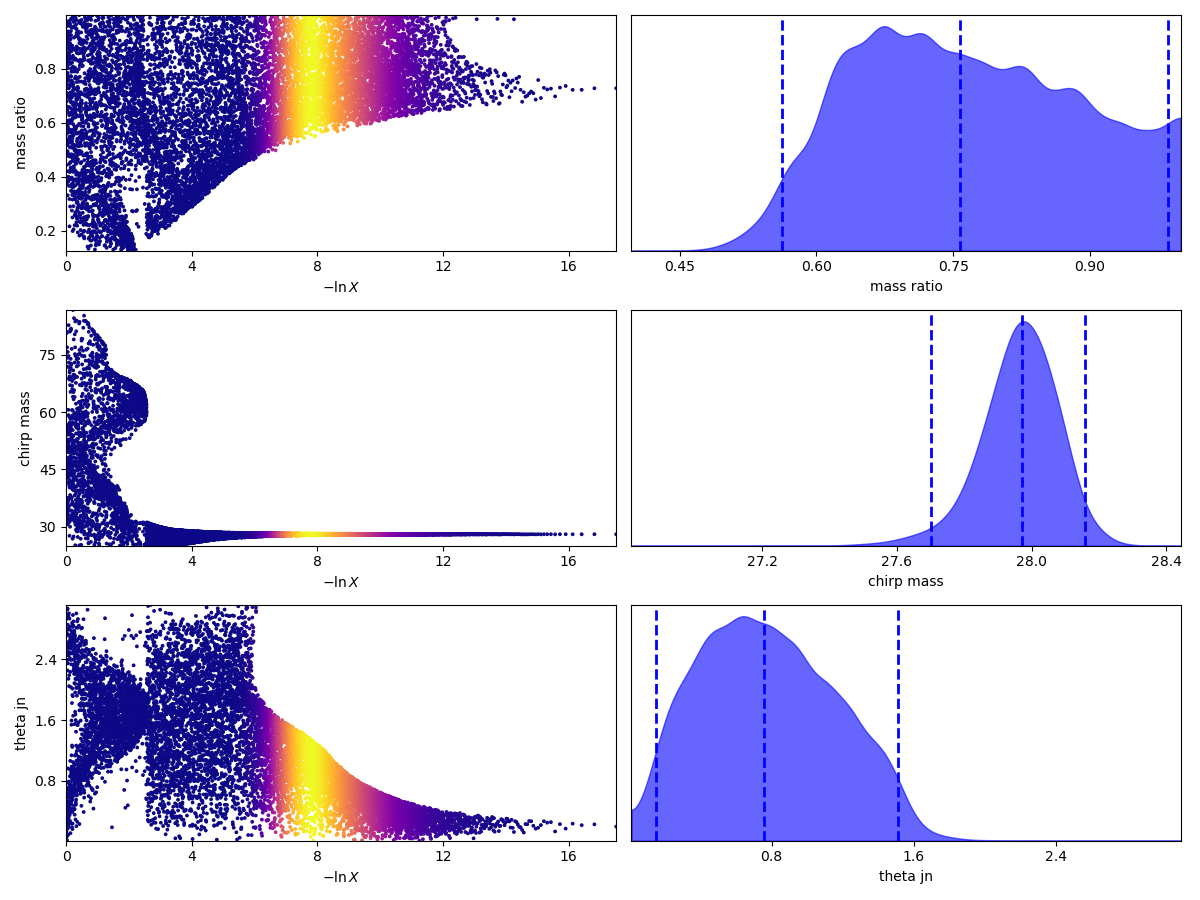 mass ratio
0.8
0.6
0.4
0.2
0 4 8 12 16
−ln X
0.45 0.60 0.75 0.90
mass ratio
chirp mass
75
60
45
30
0 4 8 12 16
−ln X
27.2 27.6 28.0 28.4
chirp mass
theta jn
2.4
1.6
0.8
0 4 8 12 16
−ln X
0.8 1.6 2.4
theta jn